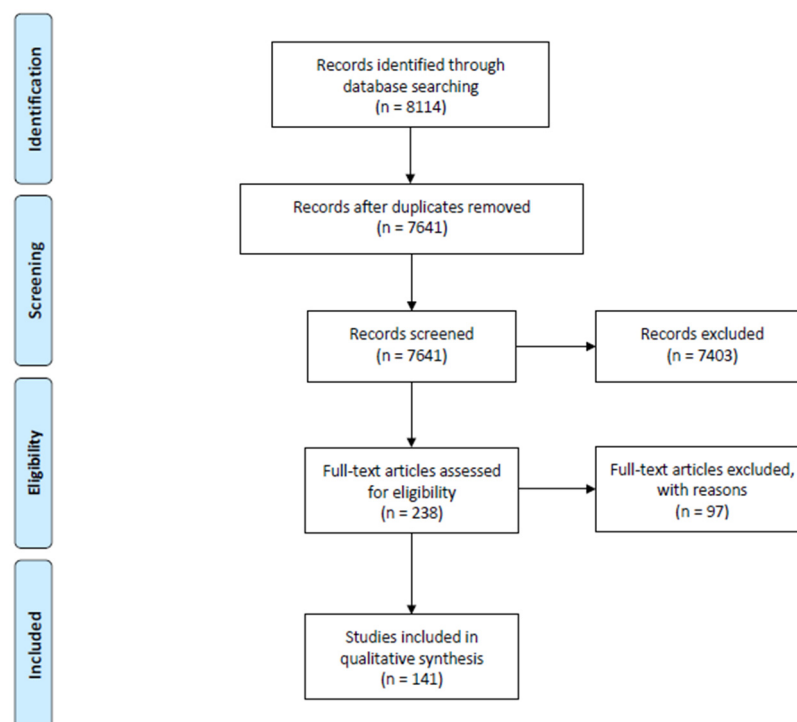 Identification
Records identified through
database searching
(n = 8114)
Records after duplicates removed
(n = 7641)
Screening
Records screened
(n = 7641)
Records excluded
(n = 7403)
Eligibility
Full-text articles assessed
for eligibility
(n = 238)
Full-text articles excluded,
with reasons
(n = 97)
Included
Studies included in
qualitative synthesis
(n = 141)